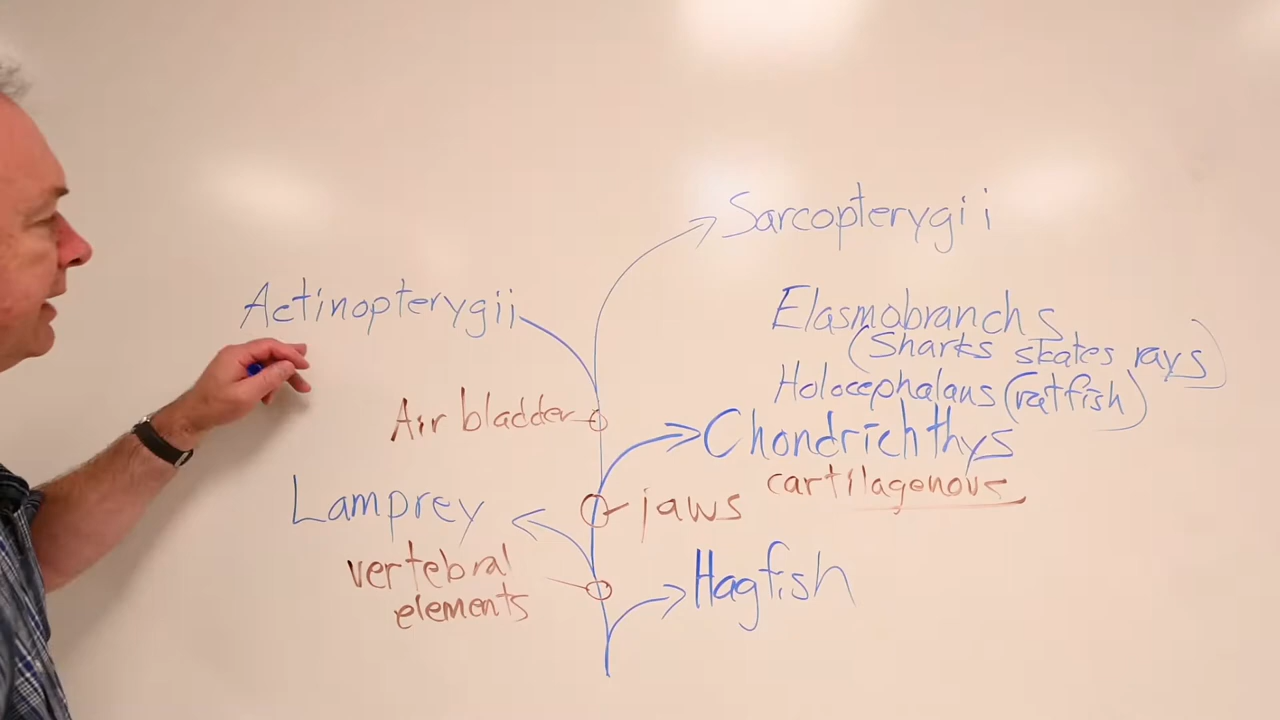 Sarcopterygii
Actinopterygii
Elasmobranchs
(Sharks skates rays)
Holocephalans (ratfish)
Air bladder
Chondrichthys
cartilagenous
Lamprey
jaws
vertebral
elements
Hagfish